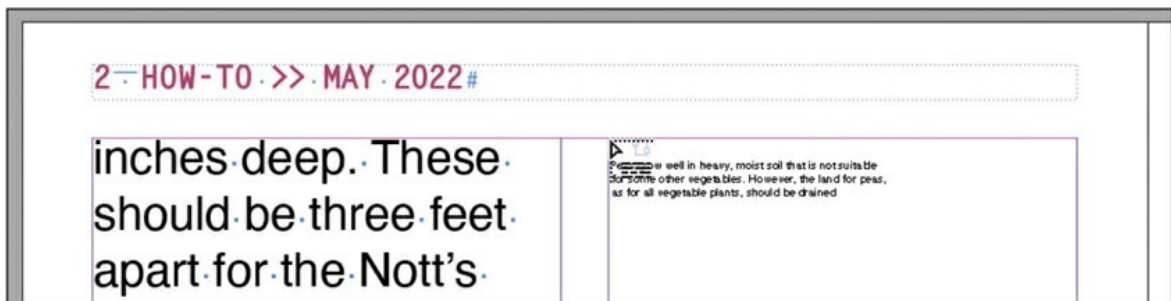 2 HOW-TO >> MAY 2022#
inches deep. These
should be three feet
apart for the Nott’s
well in heavy, moist soil that is not suitable
for some other vegetables. However, the land for peas,
as for all vegetable plants, should be drained